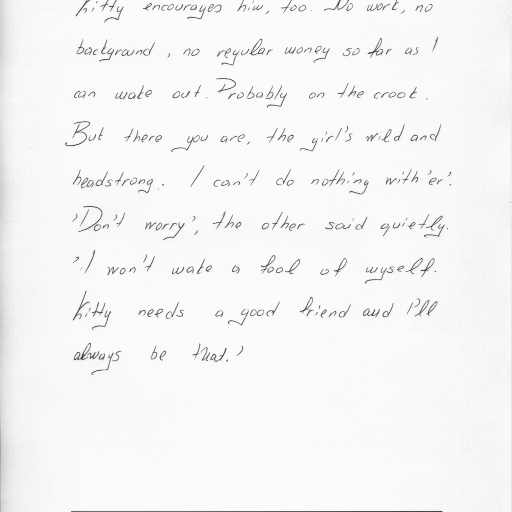 Kitty encourages him, too. No work, no
background, no regular money so far as I
can make out. Probably on the crook.
But there you are, the girl's wild and
headstrong. I can't do nothing with 'er'.
'Don't worry', the other said quietly.
'I won't make a fool of myself.
Kitty needs a good friend and I'll
always be that.'